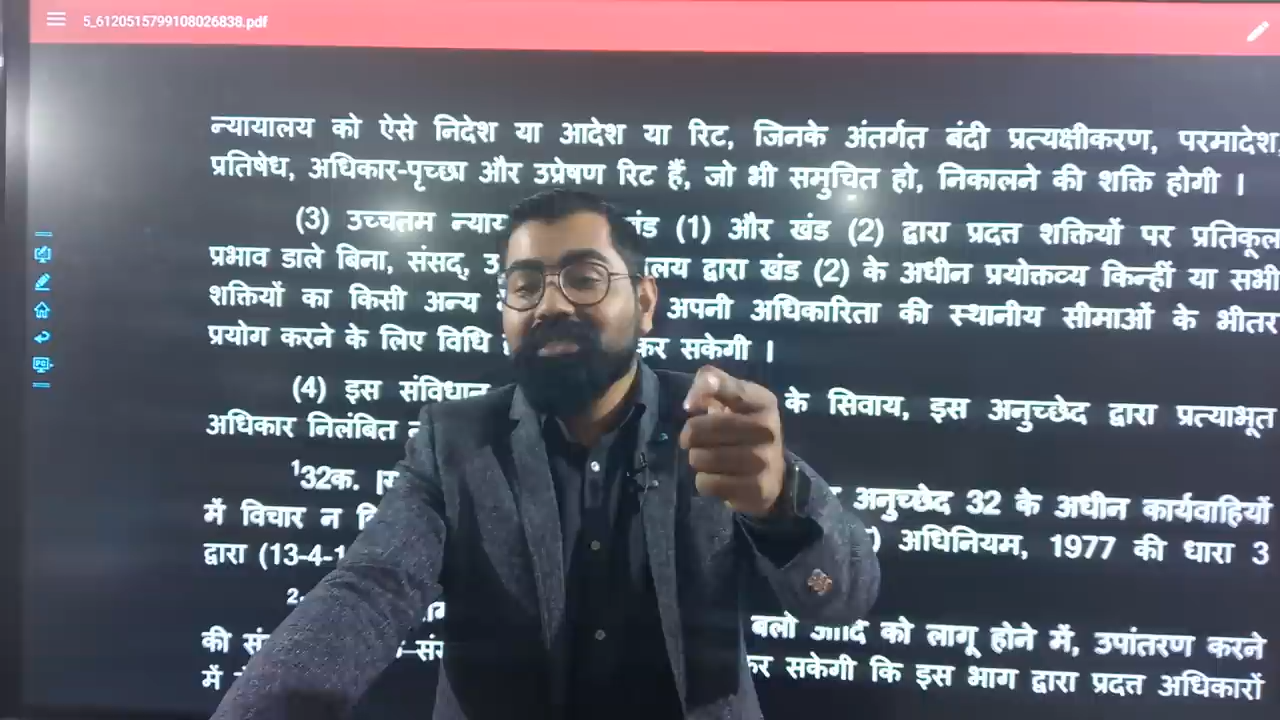 5_6120515799108026838.pdf
न्यायालय को ऐसे निदेश या आदेश या रिट, जिनके अंतर्गत बंदी प्रत्यक्षीकरण, परमादेश,
प्रतिषेध, अधिकार-पृच्छा और उत्प्रेषण रिट हैं, जो भी समुचित हो, निकालने की शक्ति होगी ।
(3) उच्चतम न्याय खंड (1) और खंड (2) द्वारा प्रदत्त शक्तियों पर प्रतिकूल
प्रभाव डाले बिना, संसद्, उ लय द्वारा खंड (2) के अधीन प्रयोक्तव्य किन्हीं या सभी
शक्तियों का किसी अन्य अपनी अधिकारिता की स्थानीय सीमाओं के भीतर
प्रयोग करने के लिए विधि कर सकेगी ।
(4) इस संविधान के सिवाय, इस अनुच्छेद द्वारा प्रत्याभूत
अधिकार निलंबित
¹32क. अनुच्छेद 32 के अधीन कार्यवाहियों
में विचार न अधिनियम, 1977 की धारा 3
द्वारा (13-4-1
2. बलों आदि को लागू होने में, उपांतरण करने
की सं
में कर सकेगी कि इस भाग द्वारा प्रदत्त अधिकारों